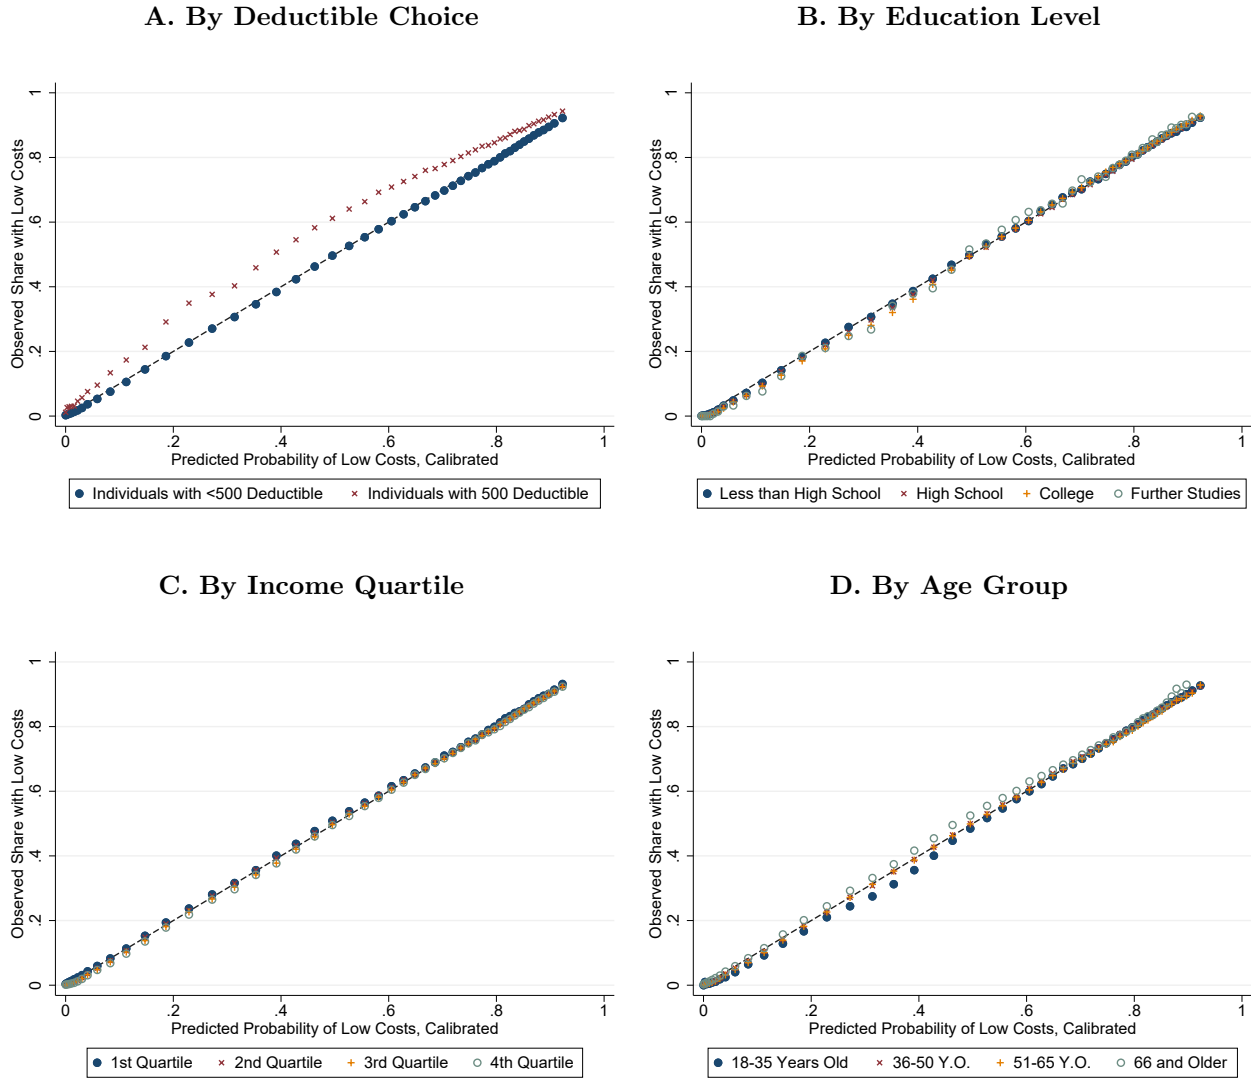 A. By Deductible Choice
Observed Share with Low Costs
1
.8
.6
.4
.2
0
0 .2 .4 .6 .8 1
Predicted Probability of Low Costs, Calibrated
Individuals with <500 Deductible Individuals with 500 Deductible
B. By Education Level
Observed Share with Low Costs
1
.8
.6
.4
.2
0
0 .2 .4 .6 .8 1
Predicted Probability of Low Costs, Calibrated
Less than High School High School College Further Studies
C. By Income Quartile
Observed Share with Low Costs
1
.8
.6
.4
.2
0
0 .2 .4 .6 .8 1
Predicted Probability of Low Costs, Calibrated
1st Quartile 2nd Quartile 3rd Quartile 4th Quartile
D. By Age Group
Observed Share with Low Costs
1
.8
.6
.4
.2
0
0 .2 .4 .6 .8 1
Predicted Probability of Low Costs, Calibrated
18-35 Years Old 36-50 Y.O. 51-65 Y.O. 66 and Older